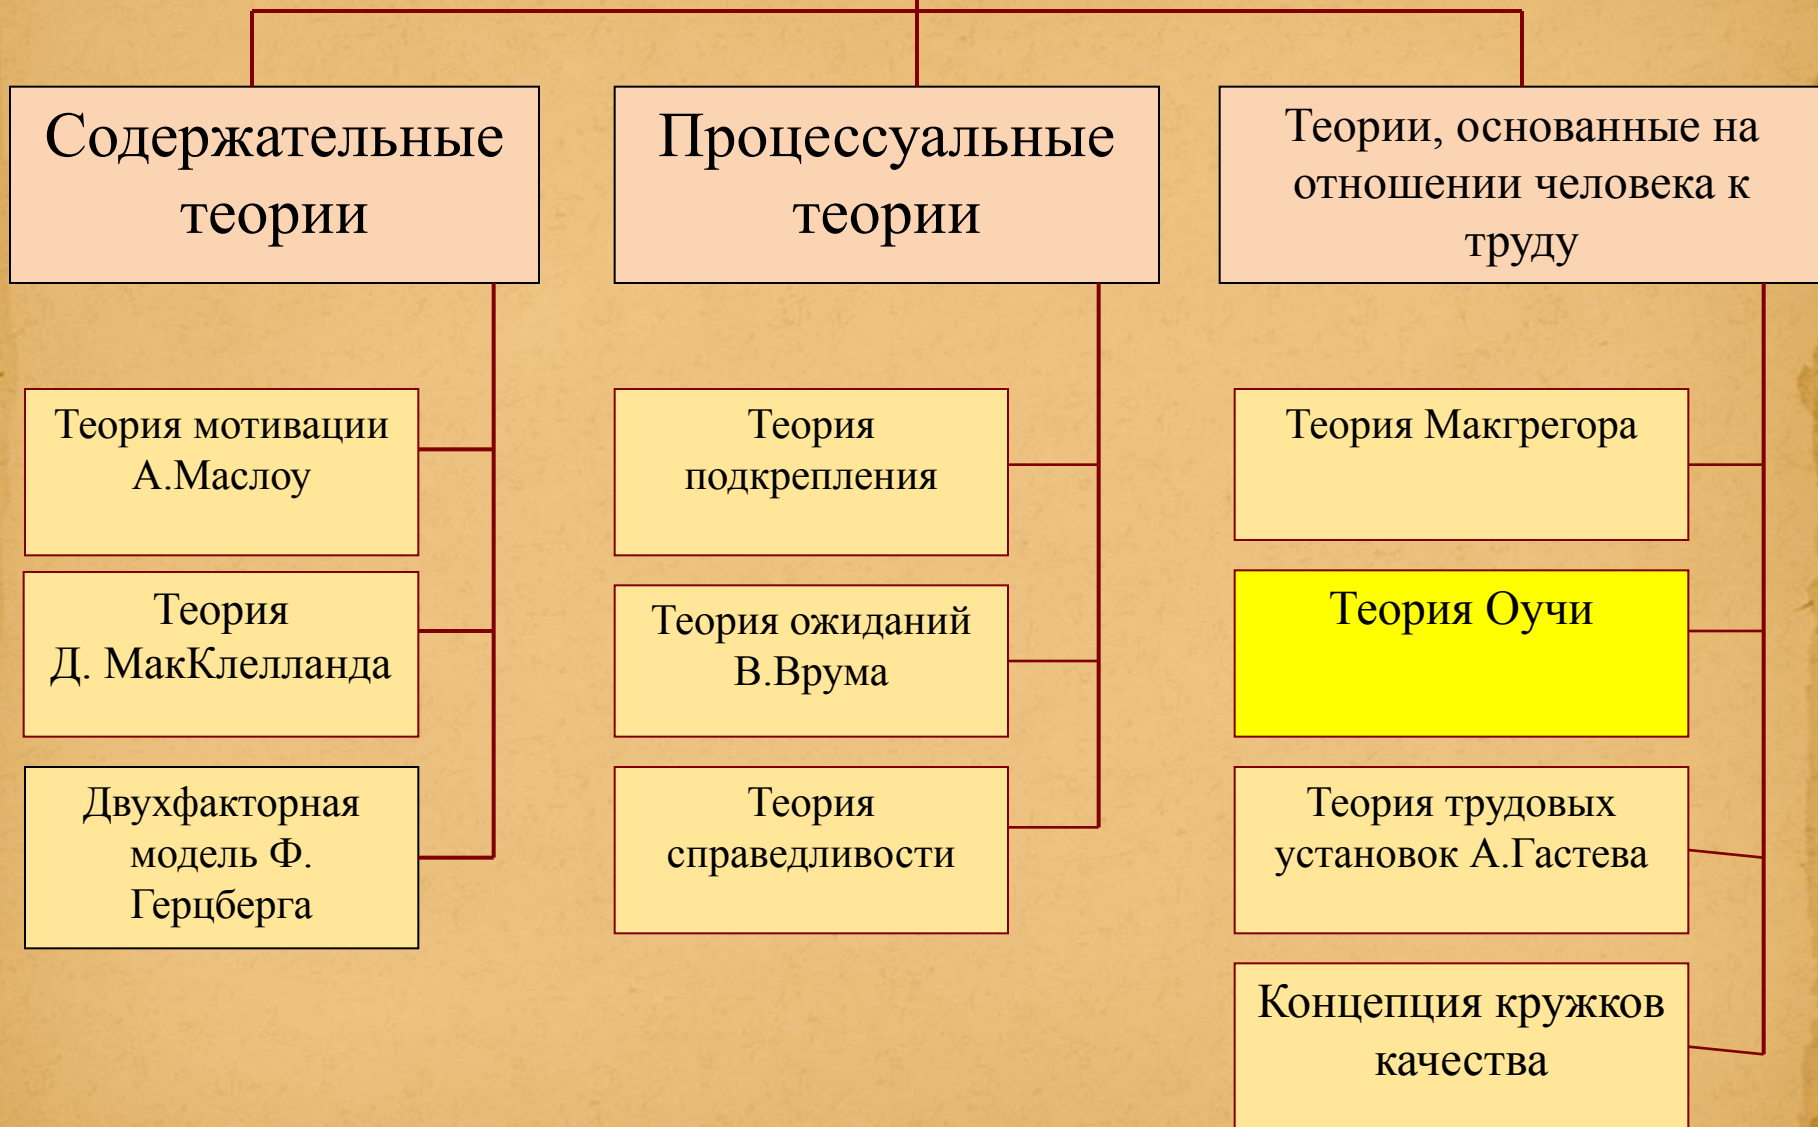 Содержательные
теории
Процессуальные
теории
Теории, основанные на
отношении человека к
труду
Теория мотивации
А.Маслоу
Теория
Д. МакКлелланда
Двухфакторная
модель Ф.
Герцберга
Теория
подкрепления
Теория ожиданий
В.Врума
Теория
справедливости
Теория Макгрегора
Теория Оучи
Теория трудовых
установок А.Гастева
Концепция кружков
качества